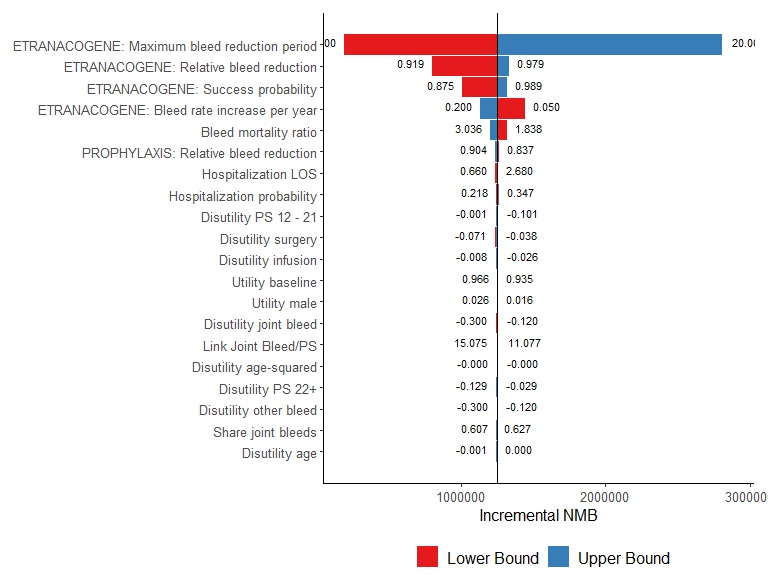 ETRANACOGENE: Maximum bleed reduction period 00 20.0
ETRANACOGENE: Relative bleed reduction 0.919 0.979
ETRANACOGENE: Success probability 0.875 0.989
ETRANACOGENE: Bleed rate increase per year 0.200 0.050
Bleed mortality ratio 3.036 1.838
PROPHYLAXIS: Relative bleed reduction 0.904 0.837
Hospitalization LOS 0.660 2.680
Hospitalization probability 0.218 0.347
Disutility PS 12 - 21 -0.001 -0.101
Disutility surgery -0.071 -0.038
Disutility infusion -0.008 -0.026
Utility baseline 0.966 0.935
Utility male 0.026 0.016
Disutility joint bleed -0.300 -0.120
Link Joint Bleed/PS 15.075 11.077
Disutility age-squared -0.000 -0.000
Disutility PS 22+ -0.129 -0.029
Disutility other bleed -0.300 -0.120
Share joint bleeds 0.607 0.627
Disutility age -0.001 0.000
1000000 2000000 300000
Incremental NMB
Lower Bound Upper Bound